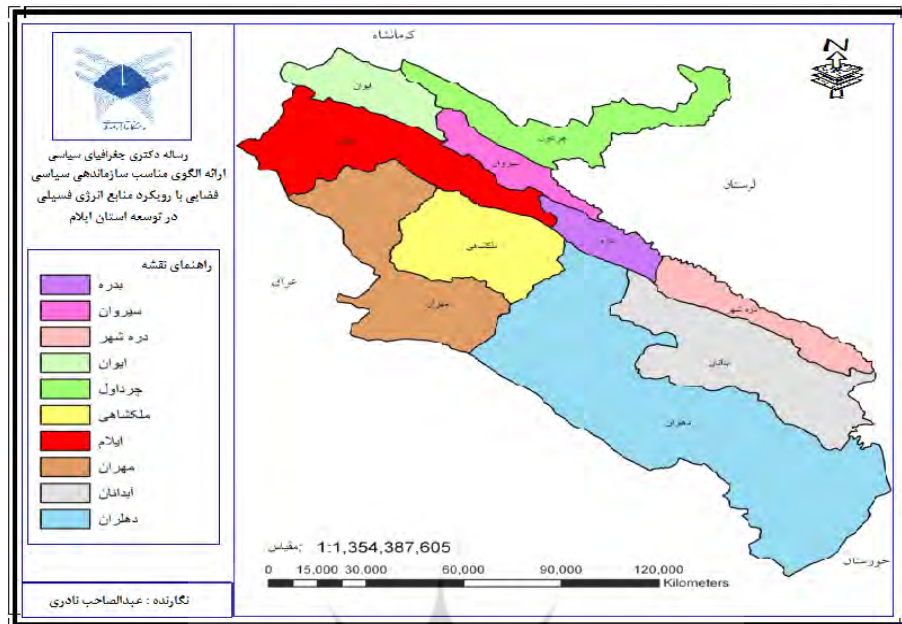 رساله دکتری جغرافیای سیاسی
ارائه الگوی مناسب سازماندهی سیاسی
فضایی با رویکرد منابع انرژی فسیلی
در توسعه استان ایلام
راهنمای نقشه
بدره
سیروان
دره شهر
ایوان
چرداول
ملکشاهی
ایلام
مهران
آبدانان
دهلران
نگارنده : عبدالصاحب نادری
کرمانشاه
N
ایوان
چرداول
سیروان
لرستان
بدره
ملکشاهی
عراق
مهران
دره شهر
آبدانان
دهلران
خوزستان
مقیاس: 1:1,354,387,605
0 15,000 30,000 60,000 90,000 120,000
Kilometers